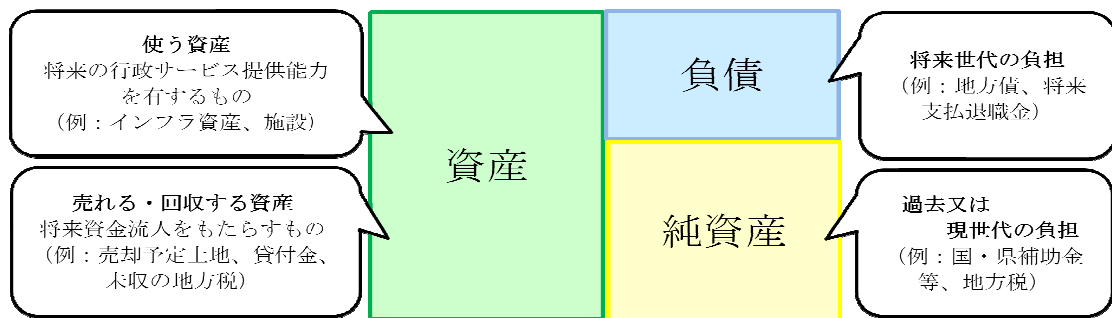 使う資産
将来の行政サービス提供能力
を有するもの
（例：インフラ資産、施設）
売れる・回収する資産
将来資金流入をもたらすもの
（例：売却予定土地、貸付金、
未収の地方税）
資産
負債
純資産
将来世代の負担
（例：地方債、将来
支払退職金）
過去又は
現世代の負担
（例：国・県補助金
等、地方税）